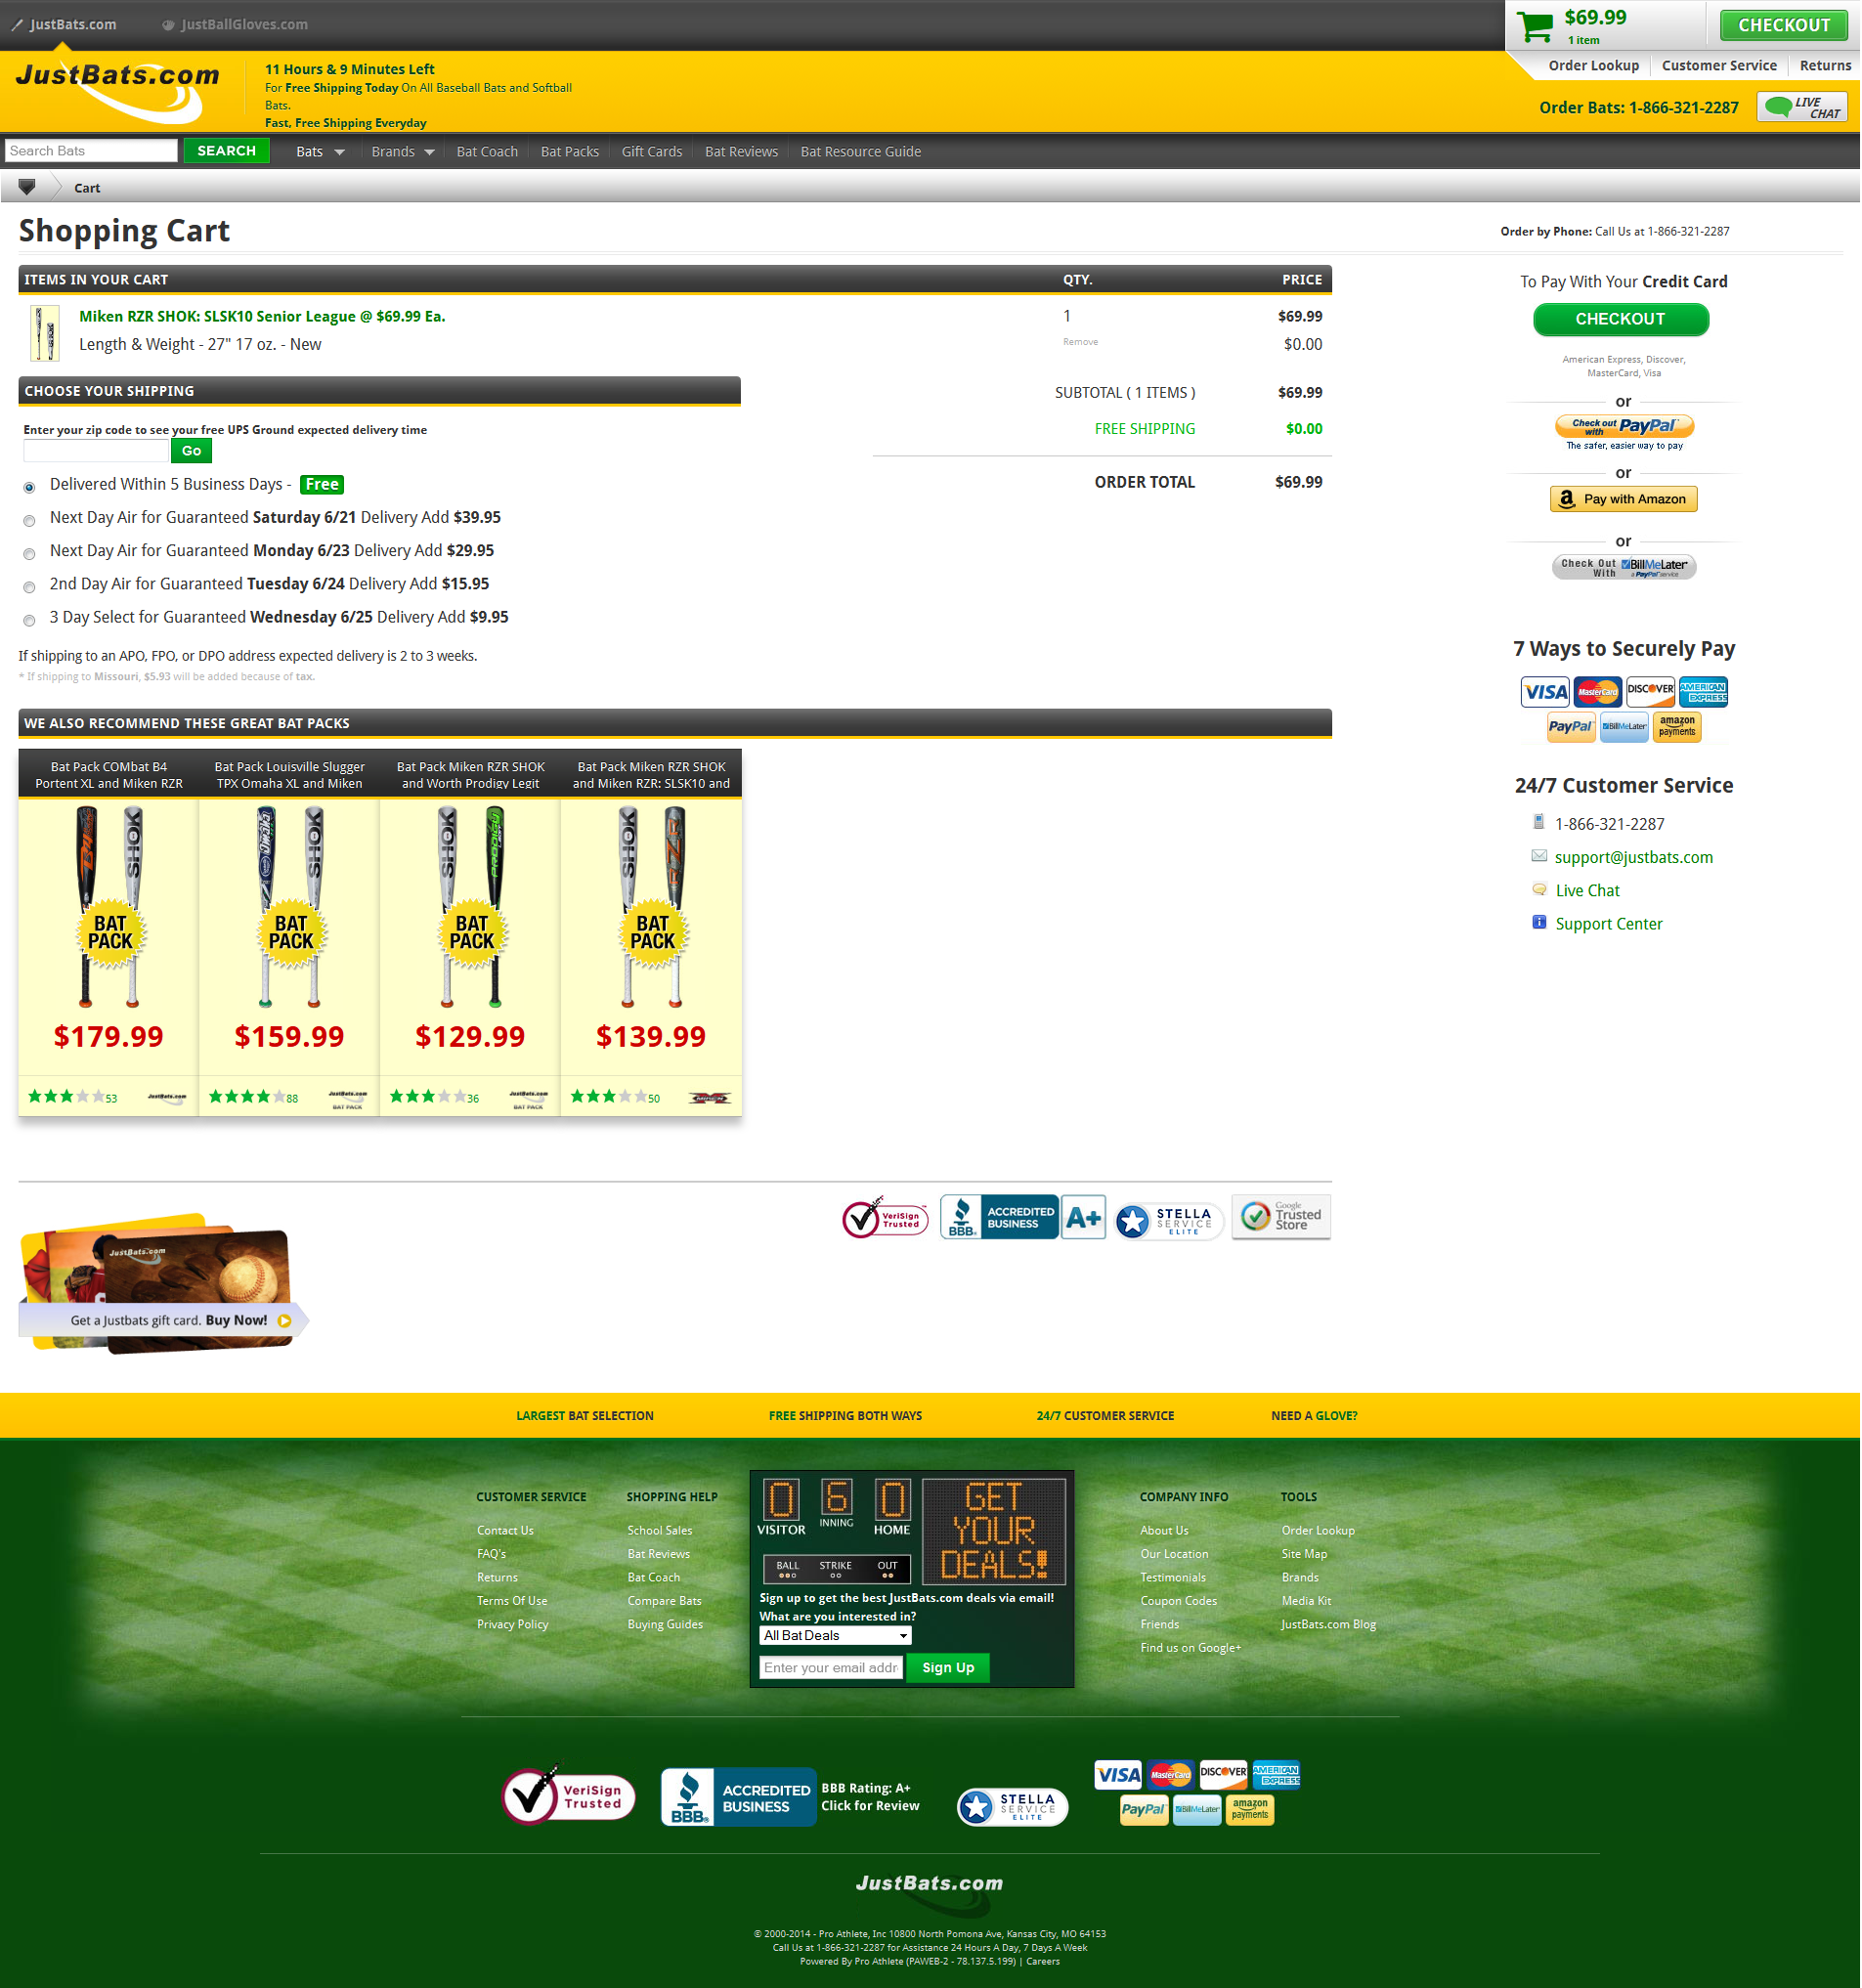 JustBats.com
JustBallGloves.com
$69.99
1 item
CHECKOUT
JustBats.com
11 Hours & 9 Minutes Left
For Free Shipping Today On All Baseball Bats and Softball
Bats.
Fast, Free Shipping Everyday
Order Lookup
Customer Service
Returns
Order Bats: 1-866-321-2287
LIVE
CHAT
Search Bats
SEARCH
Bats
Brands
Bat Coach
Bat Packs
Gift Cards
Bat Reviews
Bat Resource Guide
Cart
Shopping Cart
Order by Phone: Call Us at 1-866-321-2287
ITEMS IN YOUR CART
QTY.
PRICE
Miken RZR SHOK: SLSK10 Senior League @ $69.99 Ea.
1
$69.99
Length & Weight - 27" 17 oz. - New
Remove
$0.00
CHOOSE YOUR SHIPPING
SUBTOTAL ( 1 ITEMS )
$69.99
FREE SHIPPING
$0.00
ORDER TOTAL
$69.99
Enter your zip code to see your free UPS Ground expected delivery time
Go
Delivered Within 5 Business Days - Free
Next Day Air for Guaranteed Saturday 6/21 Delivery Add $39.95
Next Day Air for Guaranteed Monday 6/23 Delivery Add $29.95
2nd Day Air for Guaranteed Tuesday 6/24 Delivery Add $15.95
3 Day Select for Guaranteed Wednesday 6/25 Delivery Add $9.95
If shipping to an APO, FPO, or DPO address expected delivery is 2 to 3 weeks.
* If shipping to Missouri, $5.93 will be added because of tax.
To Pay With Your Credit Card
CHECKOUT
American Express, Discover,
MasterCard, Visa
or
Check out with PayPal
The safer, easier way to pay
or
Pay with Amazon
or
Check Out With BillMeLater
a PayPal service
7 Ways to Securely Pay
VISA MasterCard DISCOVER AMERICAN EXPRESS
PayPal BillMeLater amazon payments
24/7 Customer Service
1-866-321-2287
support@justbats.com
Live Chat
Support Center
WE ALSO RECOMMEND THESE GREAT BAT PACKS
Bat Pack COMbat B4
Portent XL and Miken RZR
Bat Pack Louisville Slugger
TPX Omaha XL and Miken
Bat Pack Miken RZR SHOK
and Worth Prodigy Legit
Bat Pack Miken RZR SHOK
and Miken RZR: SLSK10 and
B4
SHOK
OMAHA
SHOK
SHOK
PRODIGY
SHOK
RZR
BAT PACK
BAT PACK
BAT PACK
BAT PACK
$179.99
$159.99
$129.99
$139.99
53
JustBats.com
88
JustBats.com
BAT PACK
36
JustBats.com
BAT PACK
50
VeriSign
Trusted
BBB.
ACCREDITED
BUSINESS
A+
STELLA
SERVICE
ELITE
Google
Trusted
Store
JustBats.com
Get a Justbats gift card. Buy Now!
LARGEST BAT SELECTION
FREE SHIPPING BOTH WAYS
24/7 CUSTOMER SERVICE
NEED A GLOVE?
CUSTOMER SERVICE
Contact Us
FAQ's
Returns
Terms Of Use
Privacy Policy
SHOPPING HELP
School Sales
Bat Reviews
Bat Coach
Compare Bats
Buying Guides
0 6 0
VISITOR INNING HOME
BALL STRIKE OUT
GET
YOUR
DEALS!!
Sign up to get the best JustBats.com deals via email!
What are you interested in?
All Bat Deals
Enter your email addr
Sign Up
COMPANY INFO
About Us
Our Location
Testimonials
Coupon Codes
Friends
Find us on Google+
TOOLS
Order Lookup
Site Map
Brands
Media Kit
JustBats.com Blog
VeriSign
Trusted
BBB.
ACCREDITED
BUSINESS
BBB Rating: A+
Click for Review
STELLA
SERVICE
ELITE
VISA MasterCard DISCOVER AMERICAN EXPRESS
PayPal BillMeLater amazon payments
JustBats.com
© 2000-2014 - Pro Athlete, Inc 10800 North Pomona Ave, Kansas City, MO 64153
Call Us at 1-866-321-2287 for Assistance 24 Hours A Day, 7 Days A Week
Powered By Pro Athlete (PAWEB-2 - 78.137.5.199) | Careers